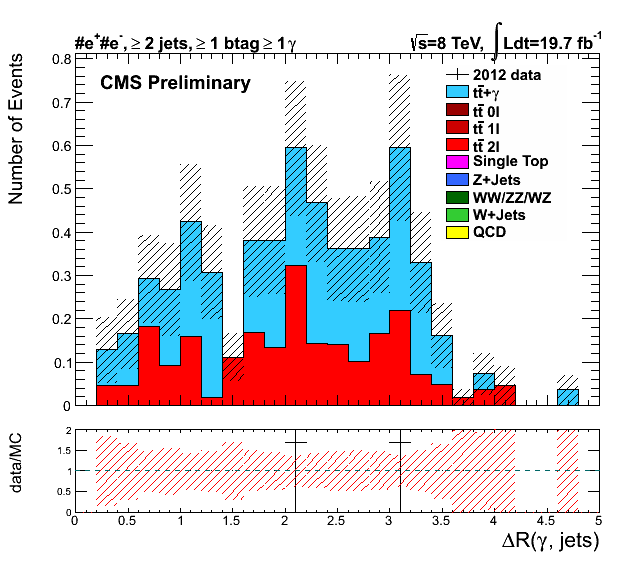 #e⁺#e⁻, ≥ 2 jets, ≥ 1 btag ≥ 1 γ
√s=8 TeV, ∫ Ldt=19.7 fb⁻¹
Number of Events
0.8
0.7
0.6
0.5
0.4
0.3
0.2
0.1
0
CMS Preliminary
2012 data
tt̄+γ
tt̄ 0l
tt̄ 1l
tt̄ 2l
Single Top
Z+Jets
WW/ZZ/WZ
W+Jets
QCD
data/MC
2
1.5
1
0.5
0
0 0.5 1 1.5 2 2.5 3 3.5 4 4.5 5
ΔR(γ, jets)